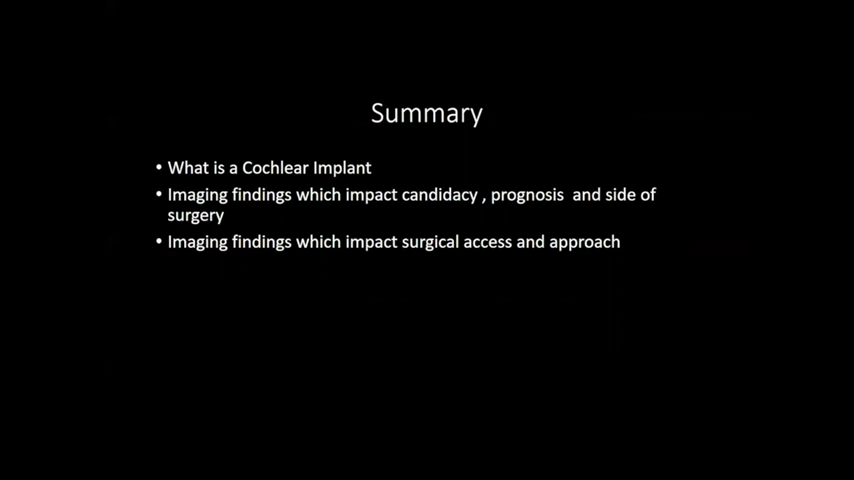 Summary
• What is a Cochlear Implant
• Imaging findings which impact candidacy , prognosis  and side of
surgery
• Imaging findings which impact surgical access and approach